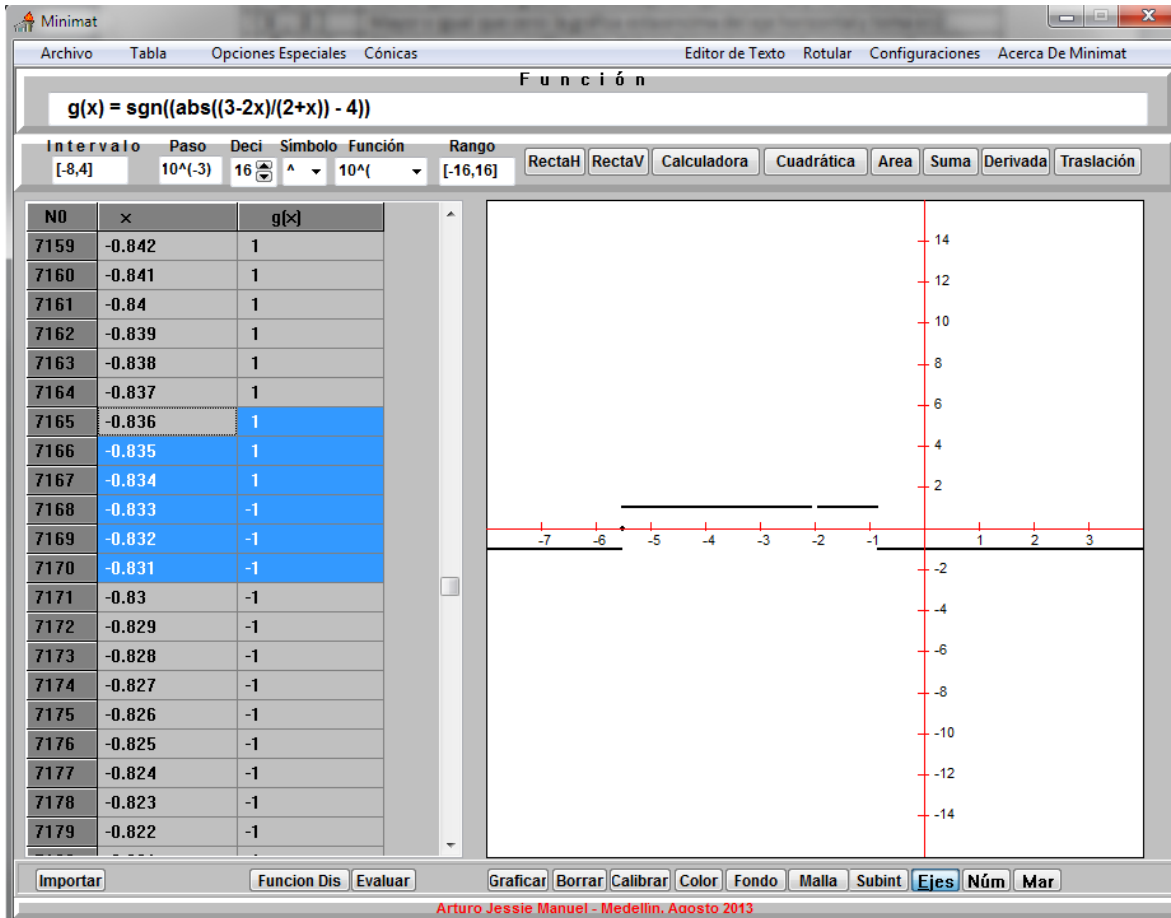 Minimat
Archivo Tabla Opciones Especiales Cónicas Editor de Texto Rotular Configuraciones Acerca De Minimat
Función
g(x) = sgn((abs((3-2x)/(2+x)) - 4))
Intervalo Paso Deci Símbolo Función Rango
[-8,4] 10^(-3) 16 ^ 10^( [-16,16] RectaH RectaV Calculadora Cuadrática Area Suma Derivada Traslación
N0 x g(x)
7159 -0.842 1
7160 -0.841 1
7161 -0.84 1
7162 -0.839 1
7163 -0.838 1
7164 -0.837 1
7165 -0.836 1
7166 -0.835 1
7167 -0.834 1
7168 -0.833 -1
7169 -0.832 -1
7170 -0.831 -1
7171 -0.83 -1
7172 -0.829 -1
7173 -0.828 -1
7174 -0.827 -1
7175 -0.826 -1
7176 -0.825 -1
7177 -0.824 -1
7178 -0.823 -1
7179 -0.822 -1
14
12
10
8
6
4
2
-7 -6 -5 -4 -3 -2 -1 1 2 3
-2
-4
-6
-8
-10
-12
-14
Importar Funcion Dis Evaluar Graficar Borrar Calibrar Color Fondo Malla Subint Ejes Núm Mar
Arturo Jessie Manuel - Medellin. Agosto 2013